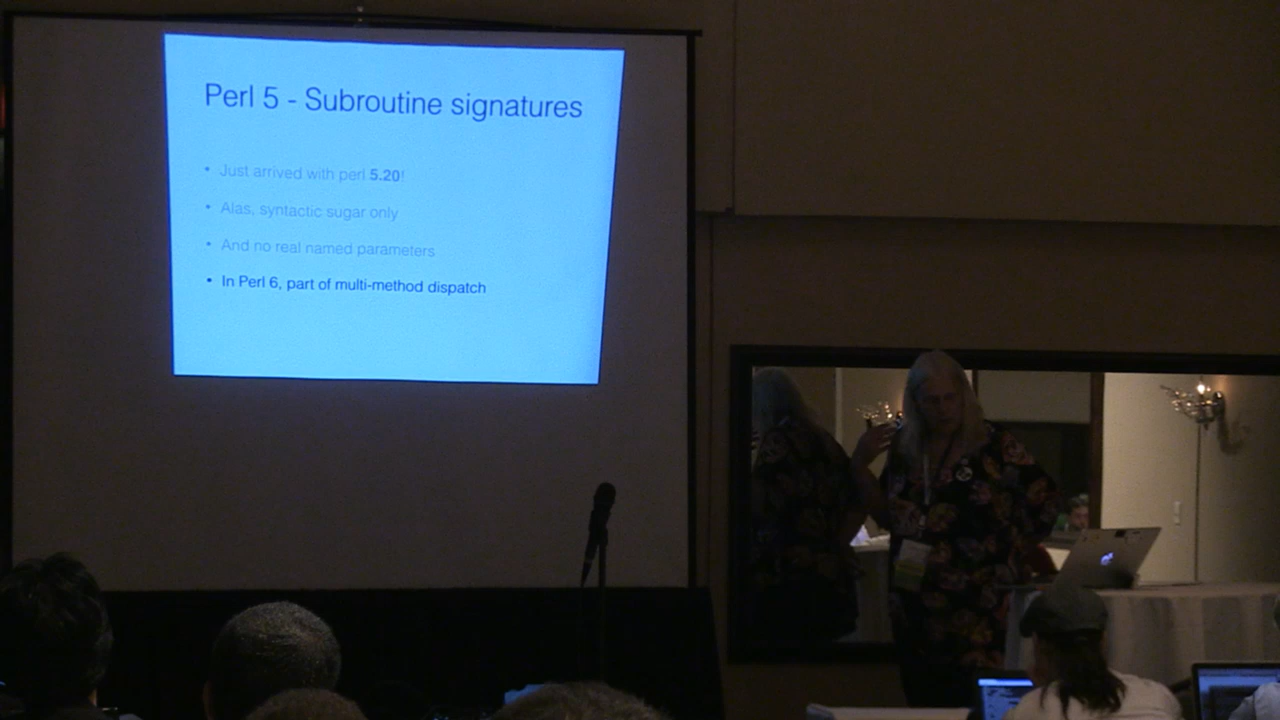 Perl 5 - Subroutine signatures
• Just arrived with perl 5.20!
• Alas, syntactic sugar only
• And no real named parameters
• In Perl 6, part of multi-method dispatch